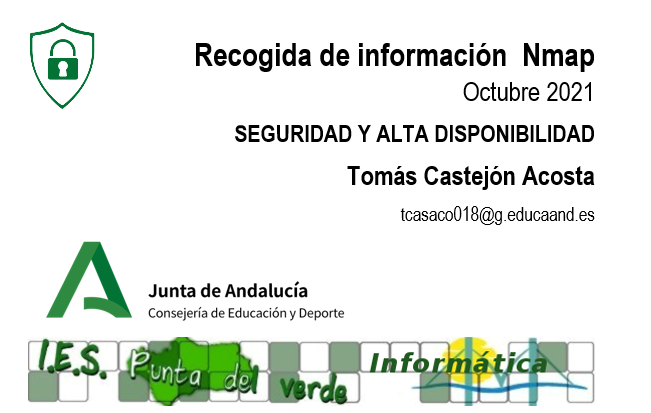 Recogida de información  Nmap
Octubre 2021
SEGURIDAD Y ALTA DISPONIBILIDAD
Tomás Castejón Acosta
tcasaco018@g.educaand.es
Junta de Andalucía
Consejería de Educación y Deporte
I.E.S. Punta del verde Informática